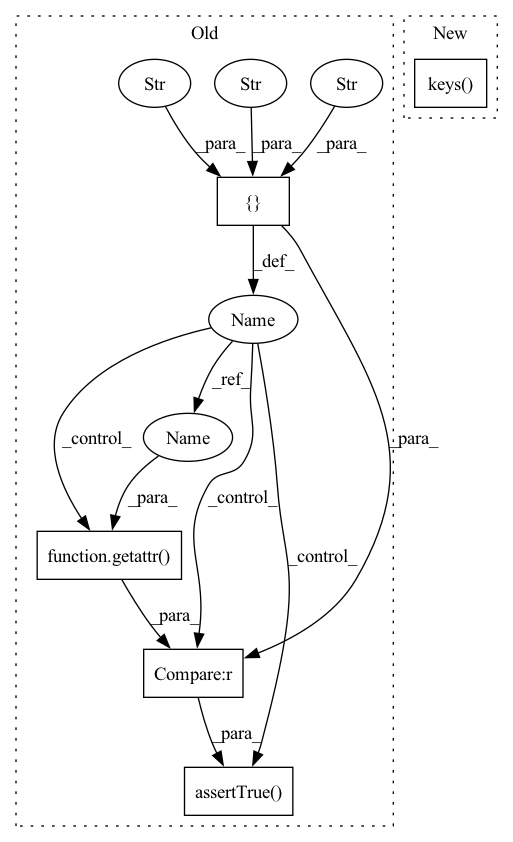 Old
New
Str
Str
Str
keys()
_para_
_para_
_para_
{}
_def_
Name
_ref_
_control_
Name
_para_
_para_
_control_
_control_
function.getattr()
_para_
Compare:r
_para_
assertTrue()